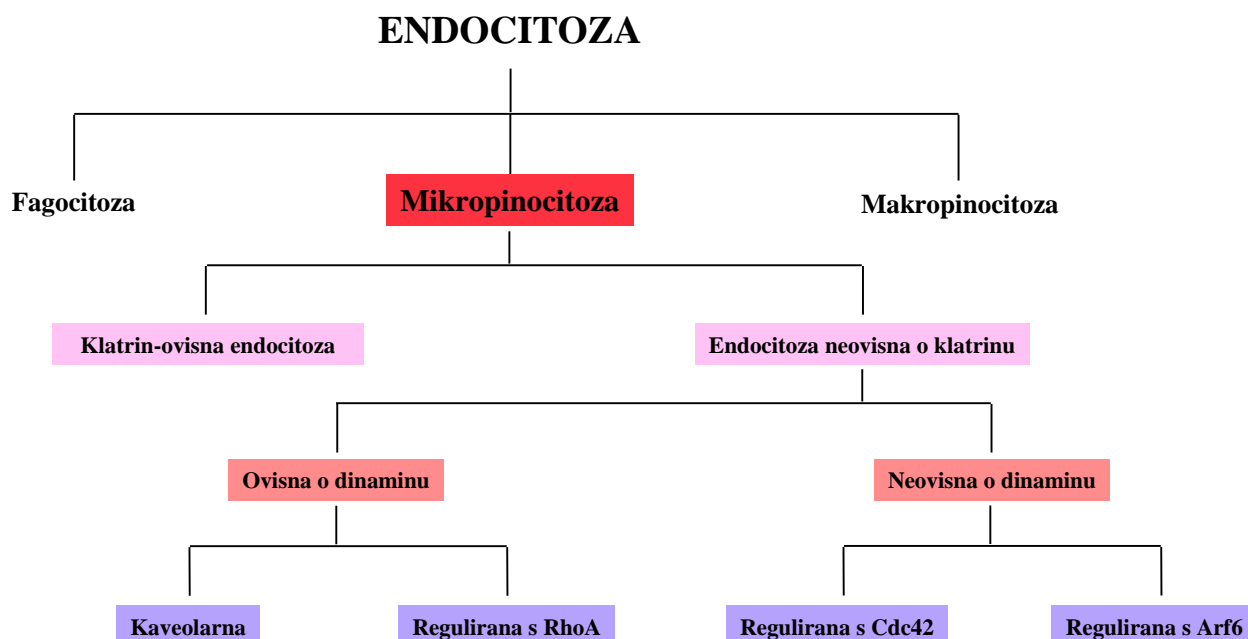 ENDOCITOZA
Fagocitoza
Mikropinocitoza
Makropinocitoza
Klatrin-ovisna endocitoza
Endocitoza neovisna o klatrinu
Ovisna o dinaminu
Neovisna o dinaminu
Kaveolarna
Regulirana s RhoA
Regulirana s Cdc42
Regulirana s Arf6